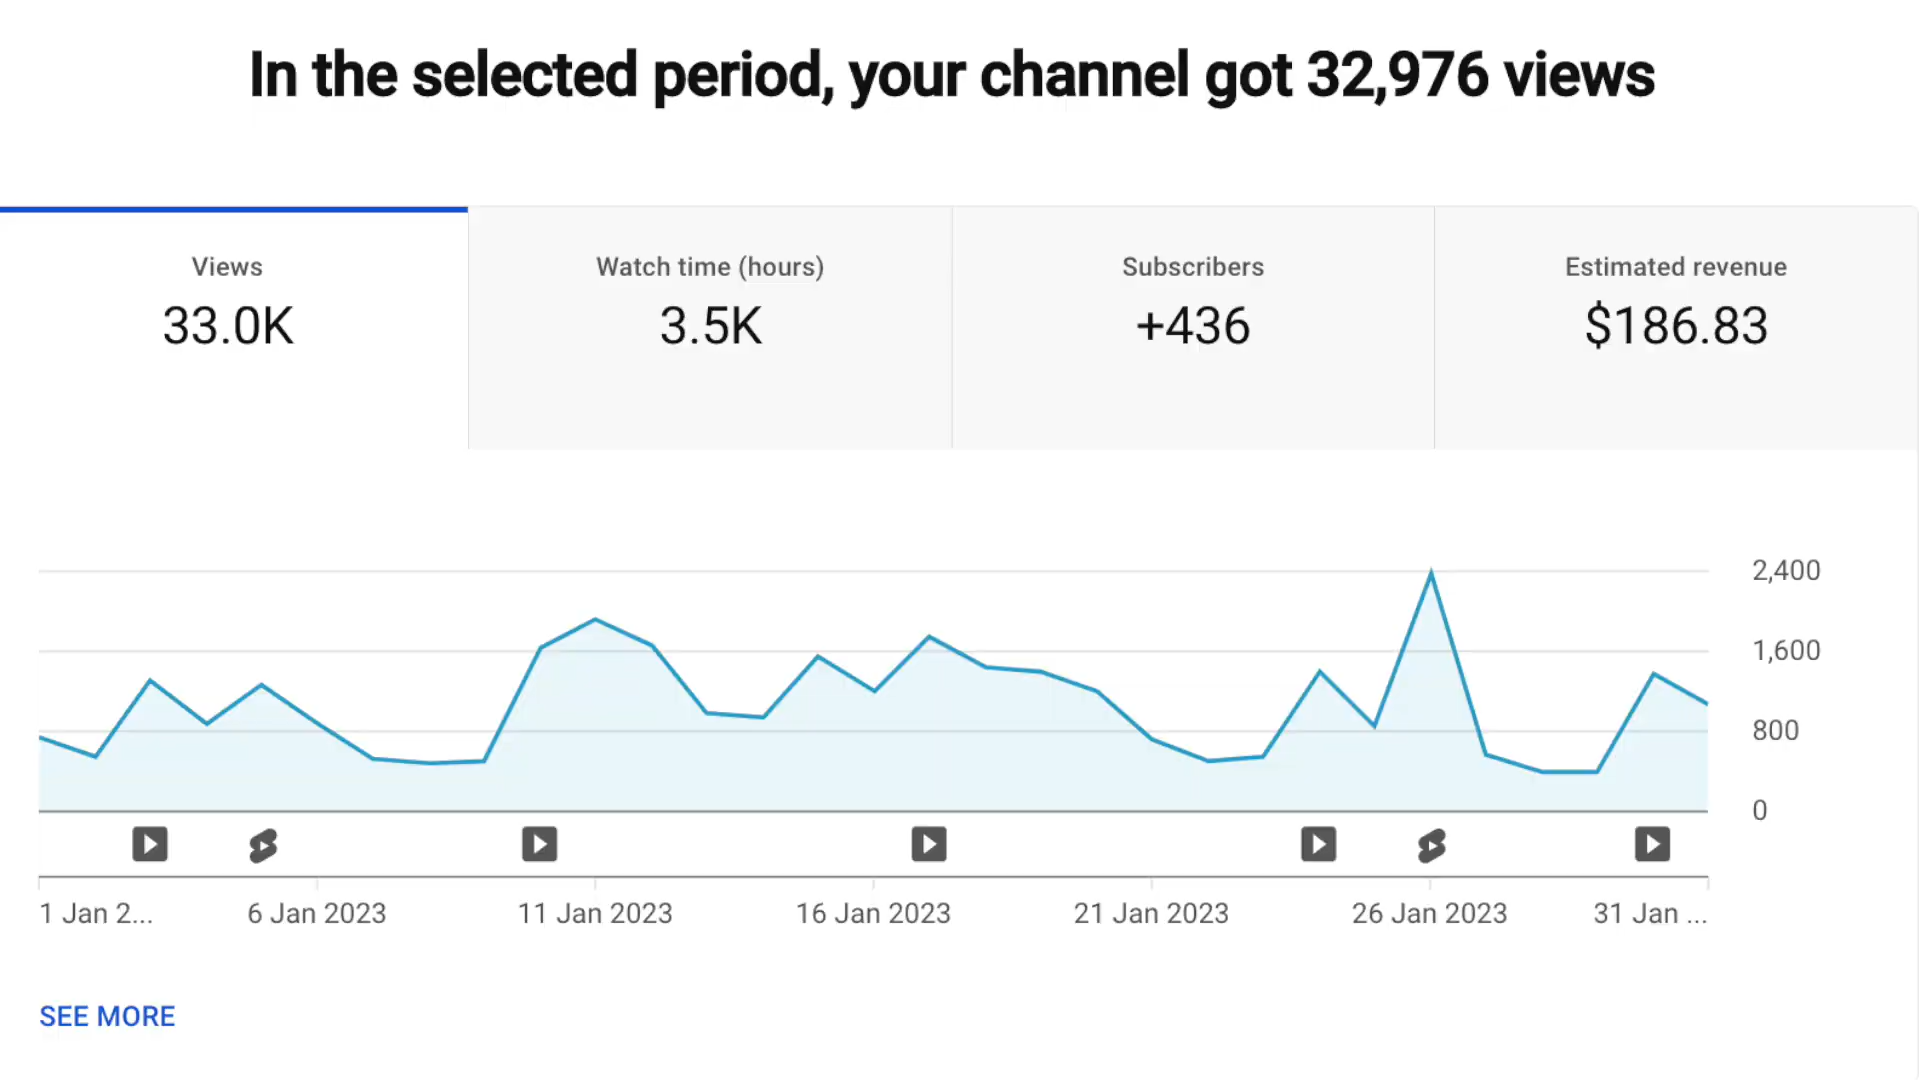 In the selected period, your channel got 32,976 views
Views
33.0K
Watch time (hours)
3.5K
Subscribers
+436
Estimated revenue
$186.83
2,400
1,600
800
0
1 Jan 2...
6 Jan 2023
11 Jan 2023
16 Jan 2023
21 Jan 2023
26 Jan 2023
31 Jan ...
SEE MORE